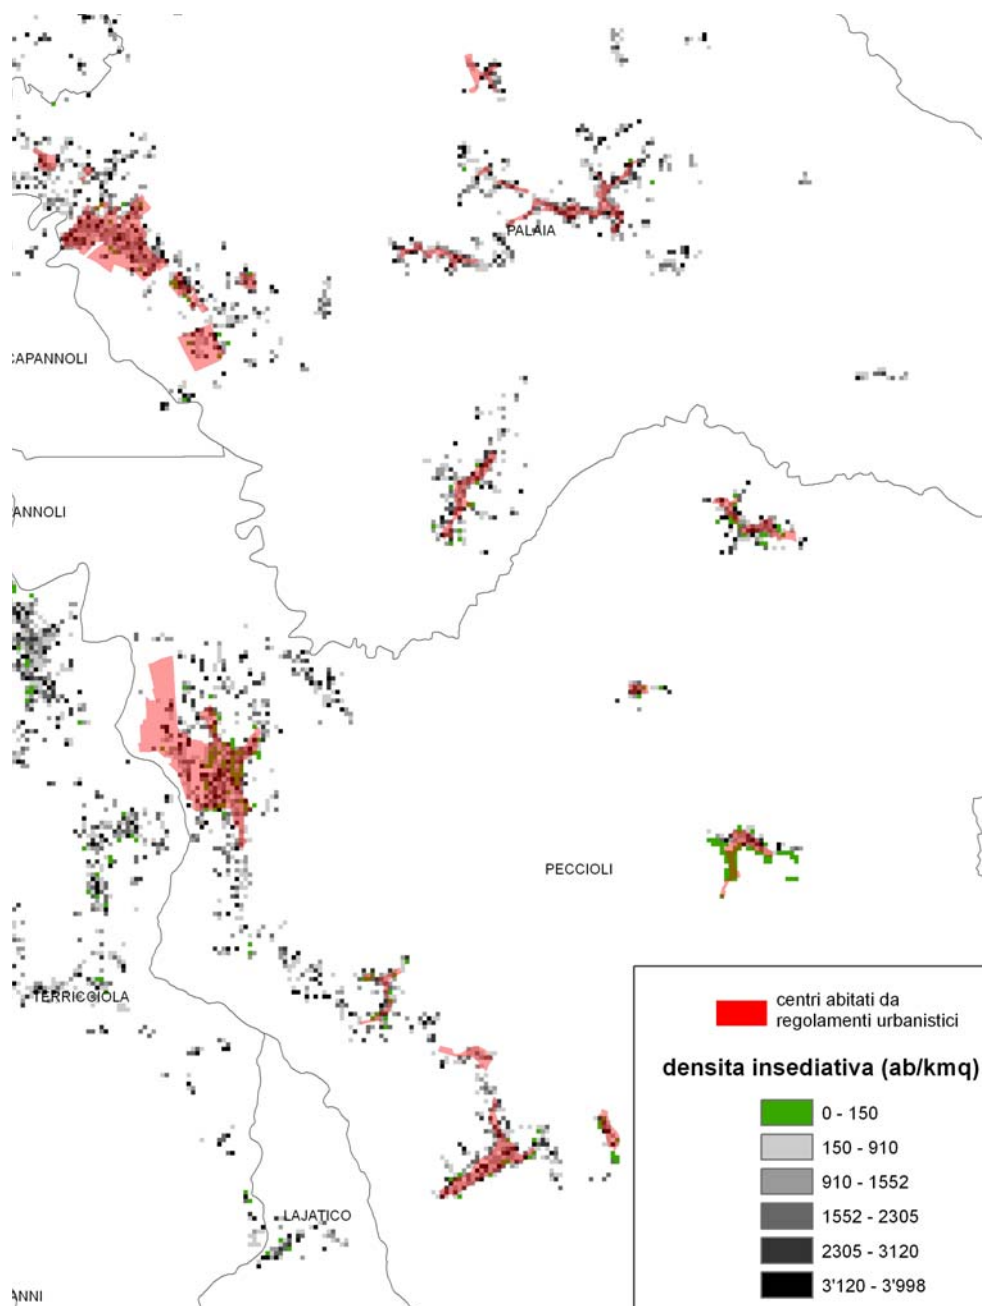 PALAIA
CAPANNOLI
ANNOLI
PECCIOLI
TERRICCIOLA
LAJATICO
ANNI
centri abitati da
regolamenti urbanistici
densita insediativa (ab/kmq)
0 - 150
150 - 910
910 - 1552
1552 - 2305
2305 - 3120
3'120 - 3'998